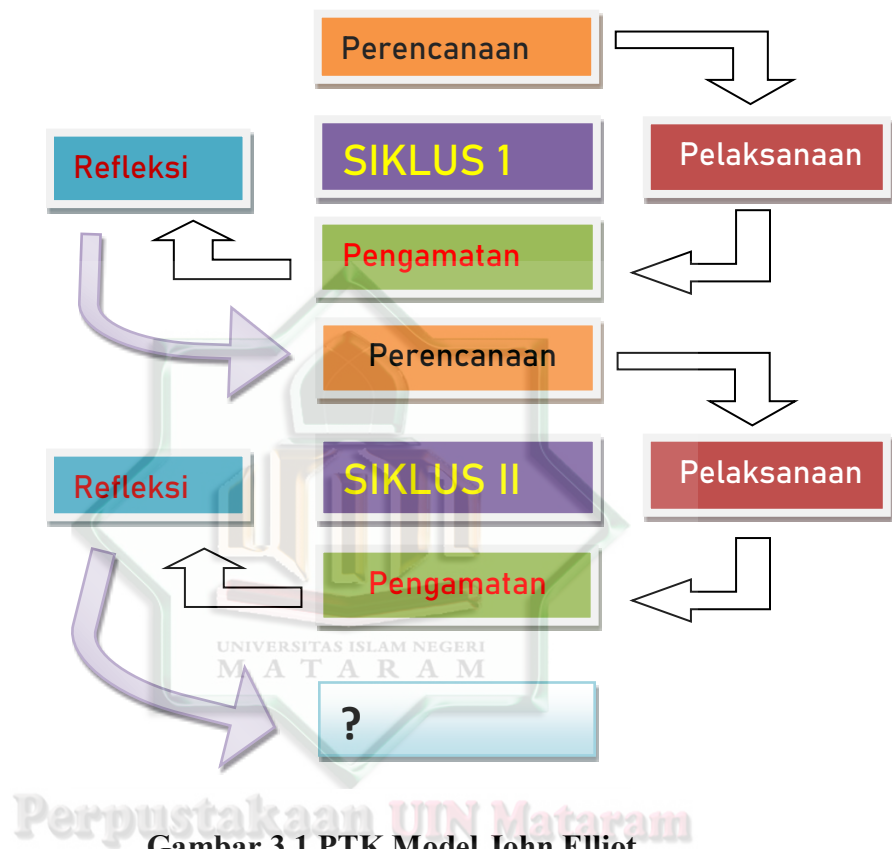 Perencanaan
Refleksi
SIKLUS 1
Pelaksanaan
Pengamatan
Perencanaan
Refleksi
SIKLUS II
Pelaksanaan
Pengamatan
UNIVERSITAS ISLAM NEGERI
MATARAM
?
Perpustakaan UIN Mataram
Gambar 3.1 PTK Model John Elliot